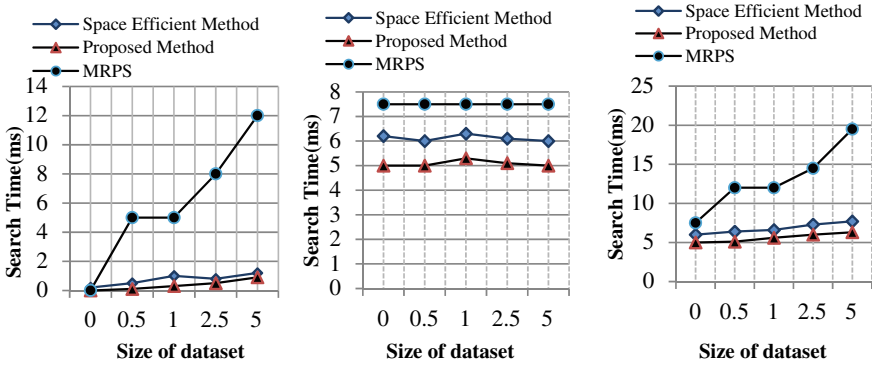 Space Efficient Method
Proposed Method
MRPS
14
12
10
8
6
4
2
0
Search Time(ms)
0 0.5 1 2.5 5
Size of dataset
Space Efficient Method
Proposed Method
MRPS
8
7
6
5
4
3
2
1
0
Search Time(ms)
0 0.5 1 2.5 5
Size of dataset
Space Efficient Method
Proposed Method
MRPS
25
20
15
10
5
0
Search Time(ms)
0 0.5 1 2.5 5
Size of dataset